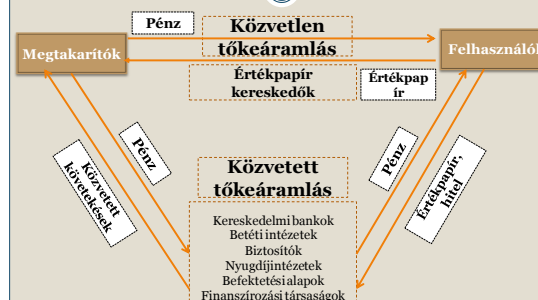 Pénz
Közvetlen
tőkeáramlás
Megtakarítók
Felhasználók
Értékpapír
kereskedők
Értékpap
ír
Pénz
Közvetett
követekések
Közvetett
tőkeáramlás
Pénz
Értékpapír,
hitel
Kereskedelmi bankok
Betéti intézetek
Biztosítók
Nyugdíjintézetek
Befektetési alapok
Finanszírozási társaságok